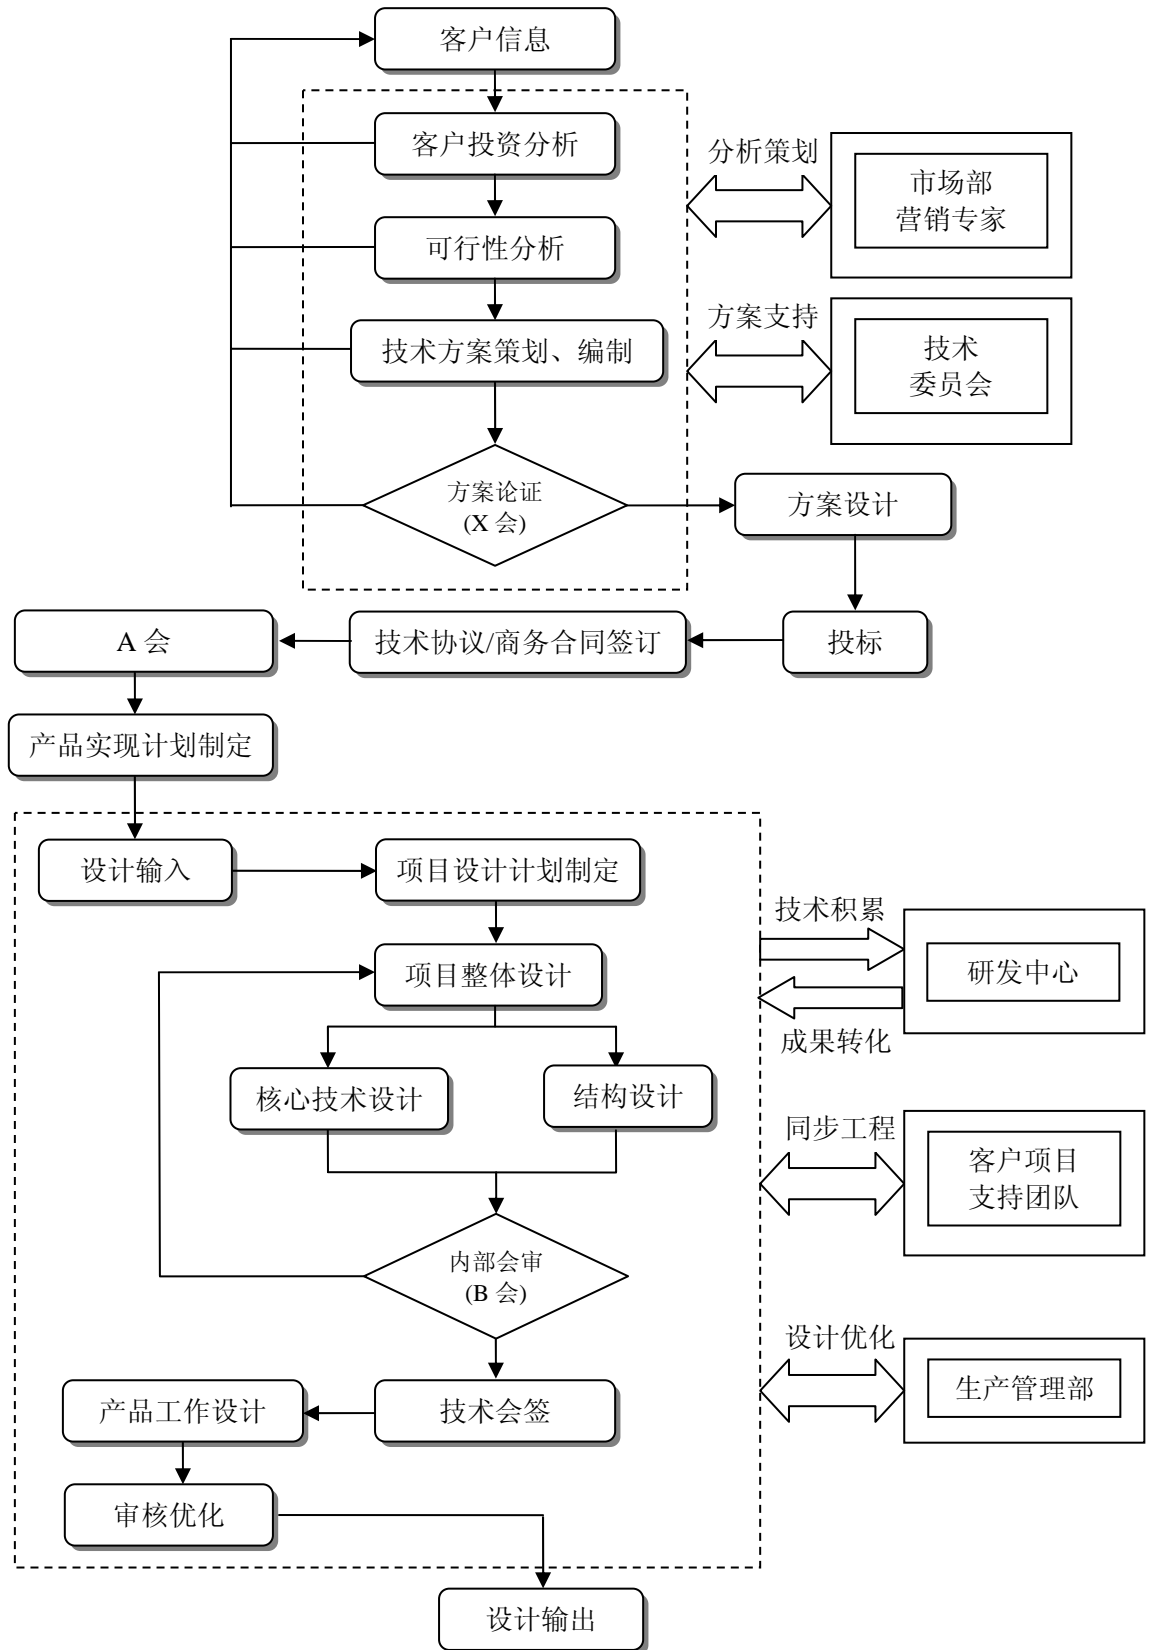 客户信息
客户投资分析
分析策划
市场部
营销专家
可行性分析
方案支持
技术方案策划、编制
技术
委员会
方案论证
(X 会)
方案设计
A 会
技术协议/商务合同签订
投标
产品实现计划制定
设计输入
项目设计计划制定
技术积累
项目整体设计
研发中心
成果转化
核心技术设计
结构设计
同步工程
客户项目
支持团队
内部会审
(B 会)
设计优化
产品工作设计
技术会签
生产管理部
审核优化
设计输出